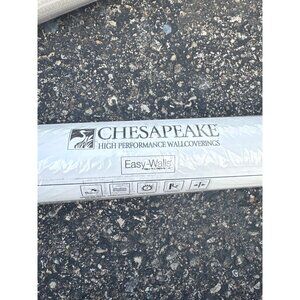 CHESAPEAKE
HIGH PERFORMANCE WALLCOVERINGS
Easy-Walls